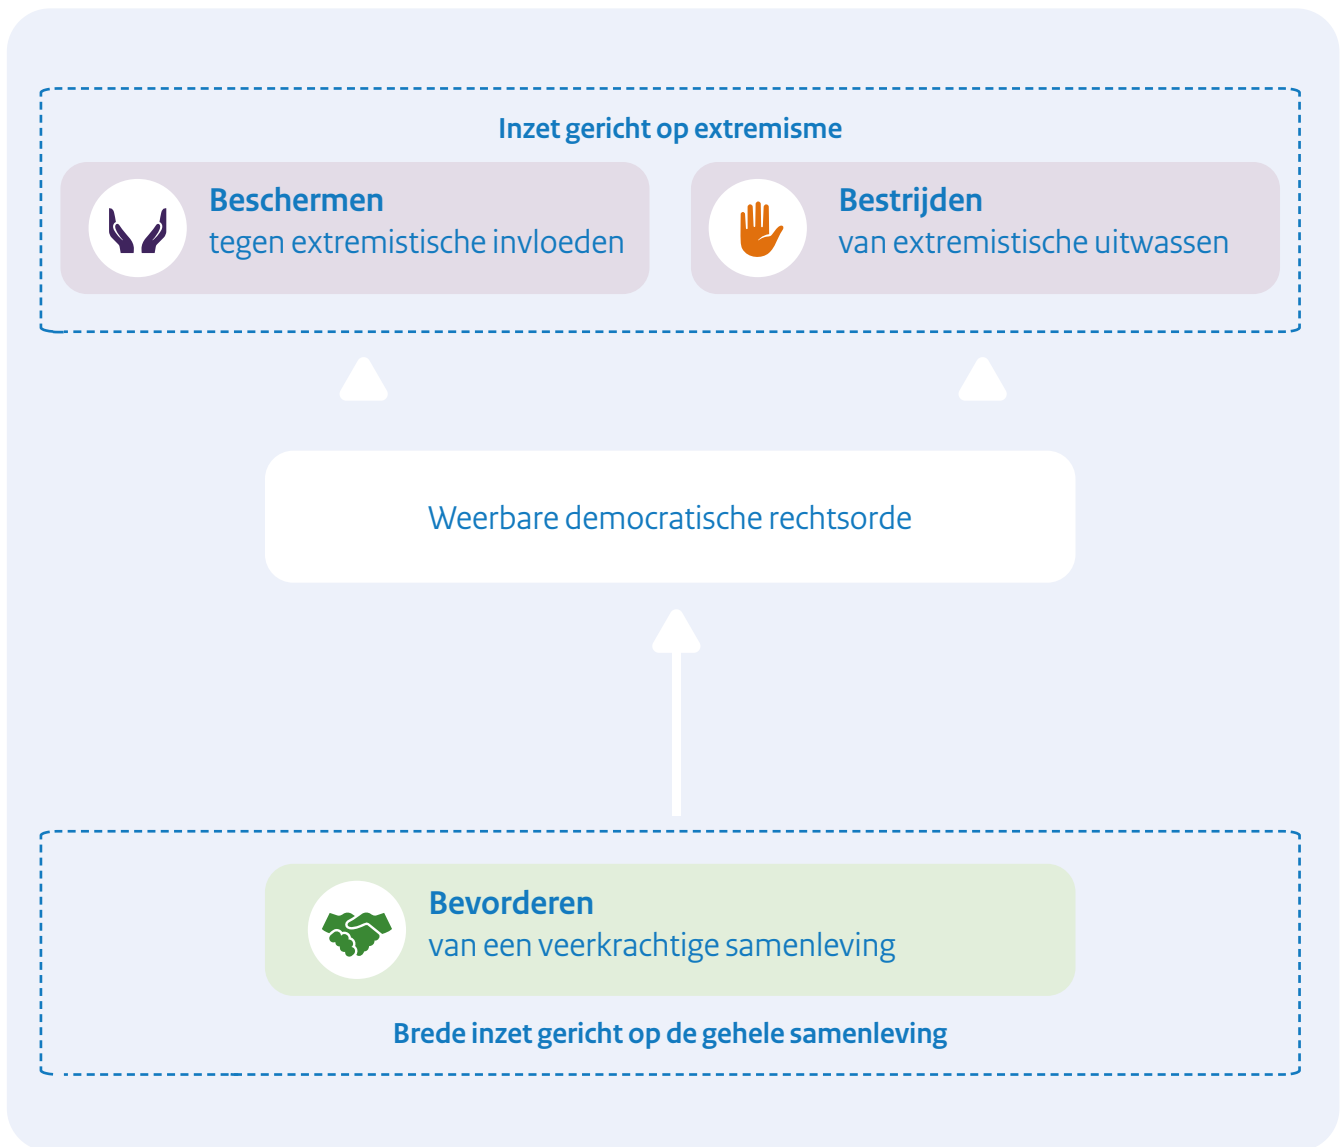 Inzet gericht op extremisme
Beschermen
tegen extremistische invloeden
Bestrijden
van extremistische uitwassen
Weerbare democratische rechtsorde
Bevorderen
van een veerkrachtige samenleving
Brede inzet gericht op de gehele samenleving